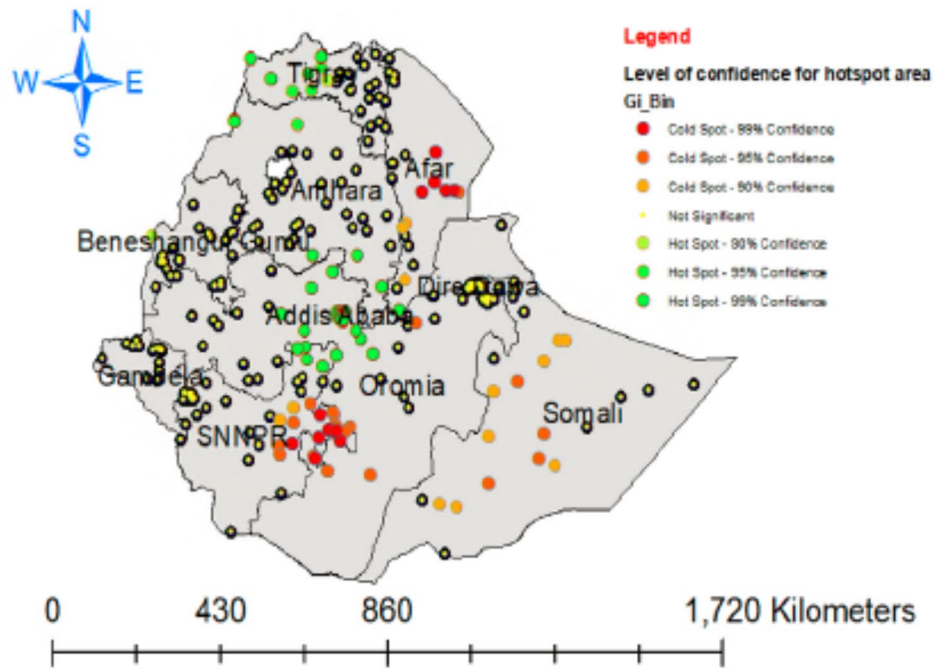 N
W E
S
Legend
Level of confidence for hotspot area
Gi_Bin
Cold Spot - 99% Confidence
Cold Spot - 95% Confidence
Cold Spot - 90% Confidence
Not Significant
Hot Spot - 90% Confidence
Hot Spot - 95% Confidence
Hot Spot - 99% Confidence
Tigray
Afar
Amhara
Beneshangul Gumu
Dire Dawa
Addis Ababa
Gambela
Oromia
Somali
SNNPR
0 430 860 1,720 Kilometers